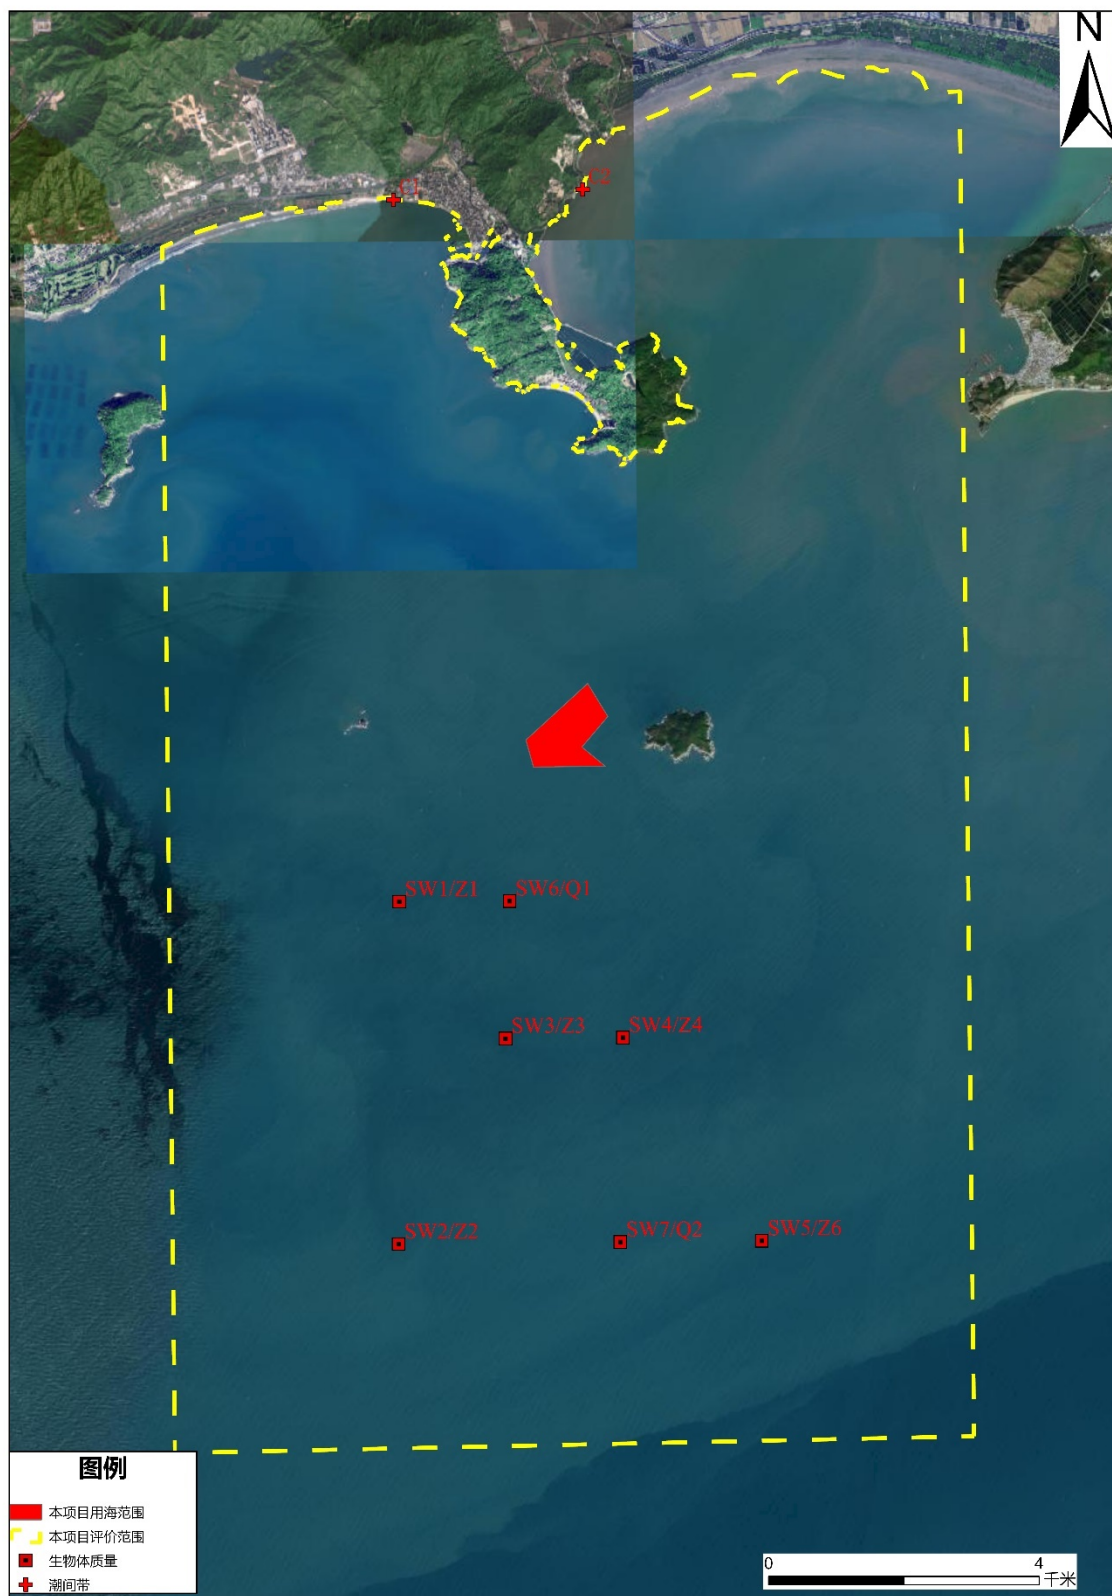 N
C1
C2
SW1/Z1
SW6/Q1
SW3/Z3
SW4/Z4
SW2/Z2
SW7/Q2
SW5/Z6
图例
本项目用海范围
本项目评价范围
生物体质量
潮间带
0 4
千米